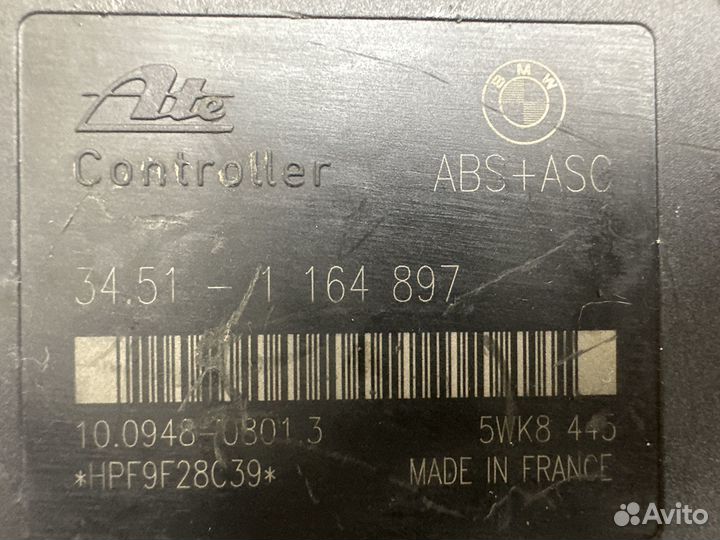 Ate
BMW
Controller ABS+ASC
34.51 - 1 164 897
10.0948-0801.3 5WK8 445
*HPF9F28C39* MADE IN FRANCE
Avito